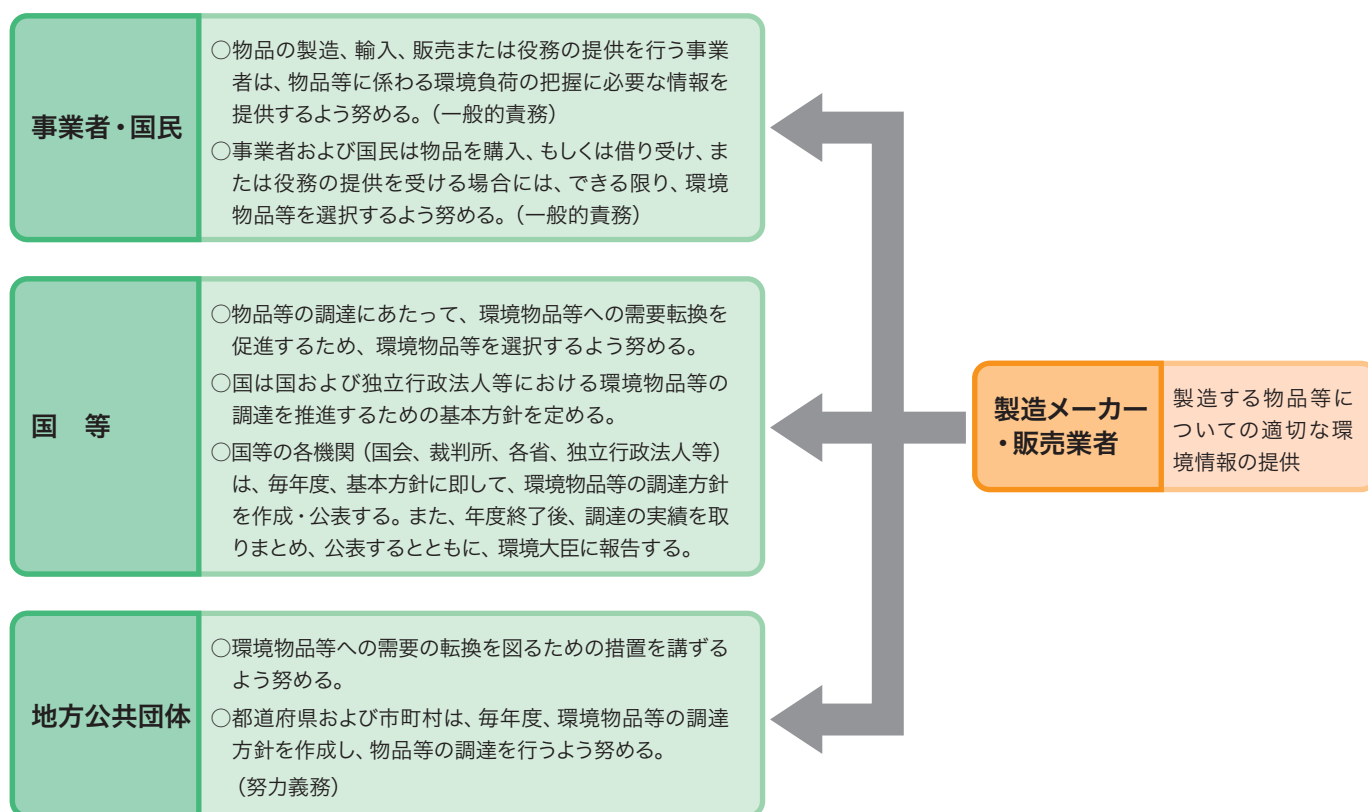 事業者・国民
○物品の製造、輸入、販売または役務の提供を行う事業
者は、物品等に係わる環境負荷の把握に必要な情報を
提供するよう努める。（一般的責務）
○事業者および国民は物品を購入、もしくは借り受け、ま
たは役務の提供を受ける場合には、できる限り、環境
物品等を選択するよう努める。（一般的責務）
国　等
○物品等の調達にあたって、環境物品等への需要転換を
促進するため、環境物品等を選択するよう努める。
○国は国および独立行政法人等における環境物品等の
調達を推進するための基本方針を定める。
○国等の各機関（国会、裁判所、各省、独立行政法人等）
は、毎年度、基本方針に即して、環境物品等の調達方針
を作成・公表する。また、年度終了後、調達の実績を取
りまとめ、公表するとともに、環境大臣に報告する。
地方公共団体
○環境物品等への需要の転換を図るための措置を講ずる
よう努める。
○都道府県および市町村は、毎年度、環境物品等の調達
方針を作成し、物品等の調達を行うよう努める。
（努力義務）
製造メーカー
・販売業者
製造する物品等に
ついての適切な環
境情報の提供